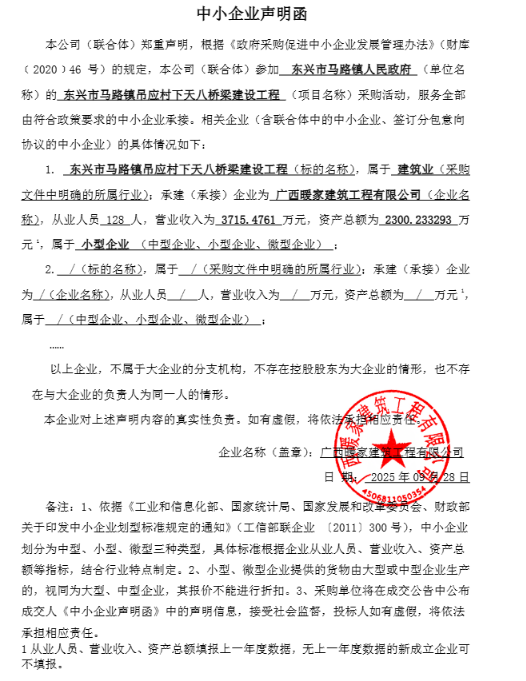 中小企业声明函
本公司（联合体）郑重声明，根据《政府采购促进中小企业发展管理办法》（财库
﹝2020﹞46 号）的规定，本公司（联合体）参加 东兴市马路镇人民政府 （单位名
称）的 东兴市马路镇吊应村下天八桥梁建设工程 （项目名称）采购活动，服务全部
由符合政策要求的中小企业承接。相关企业（含联合体中的中小企业、签订分包意向
协议的中小企业）的具体情况如下：
1. 东兴市马路镇吊应村下天八桥梁建设工程（标的名称），属于 建筑业（采购
文件中明确的所属行业）；承建（承接）企业为 广西暖家建筑工程有限公司（企业名
称），从业人员 128 人，营业收入为 3715.4761 万元，资产总额为 2300.233293 万
元¹，属于 小型企业 （中型企业、小型企业、微型企业）；
2. /（标的名称），属于 /（采购文件中明确的所属行业）；承建（承接）企业
为 /（企业名称），从业人员 / 人，营业收入为 / 万元，资产总额为 / 万元¹，
属于 /（中型企业、小型企业、微型企业）；
……
以上企业，不属于大企业的分支机构，不存在控股股东为大企业的情形，也不存
在与大企业的负责人为同一人的情形。
本企业对上述声明内容的真实性负责。如有虚假，将依法承担相应责任。
企业名称（盖章）：广西暖家建筑工程有限公司
日 期：2025 年 09 月 28 日
广西暖家建筑工程有限公司
4506811050354
备注：1、依据《工业和信息化部、国家统计局、国家发展和改革委员会、财政部
关于印发中小企业划型标准规定的通知》（工信部联企业 〔2011〕300 号），中小企业
划分为中型、小型、微型三种类型，具体标准根据企业从业人员、营业收入、资产总
额等指标，结合行业特点制定。2、小型、微型企业提供的货物由大型或中型企业生产
的，视同为大型、中型企业，其报价不能进行折扣。3、采购单位将在成交公告中公布
成交人《中小企业声明函》中的声明信息，接受社会监督，投标人如有虚假，将依法
承担相应责任。
1 从业人员、营业收入、资产总额填报上一年度数据，无上一年度数据的新成立企业可
不填报。